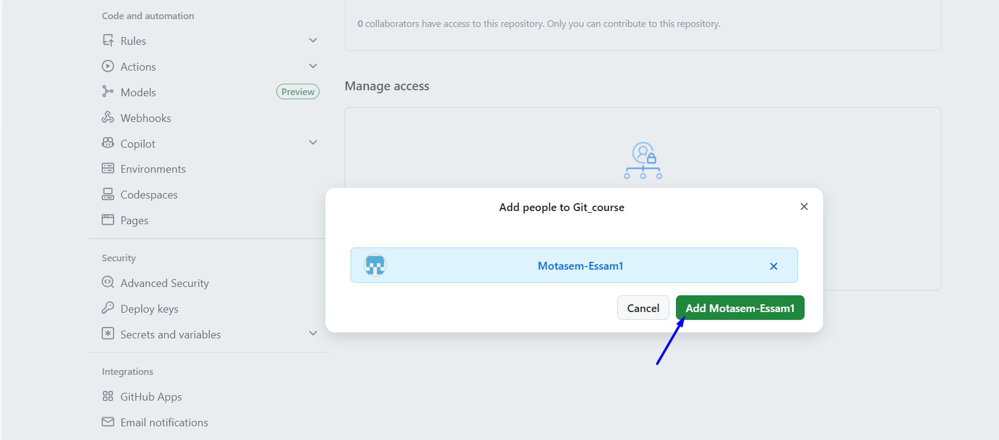 Code and automation
Rules
Actions
Models
Preview
Webhooks
Copilot
Environments
Codespaces
Pages
Security
Advanced Security
Deploy keys
Secrets and variables
Integrations
GitHub Apps
Email notifications
0 collaborators have access to this repository. Only you can contribute to this repository.
Manage access
Add people to Git_course
Motasem-Essam1
Cancel
Add Motasem-Essam1